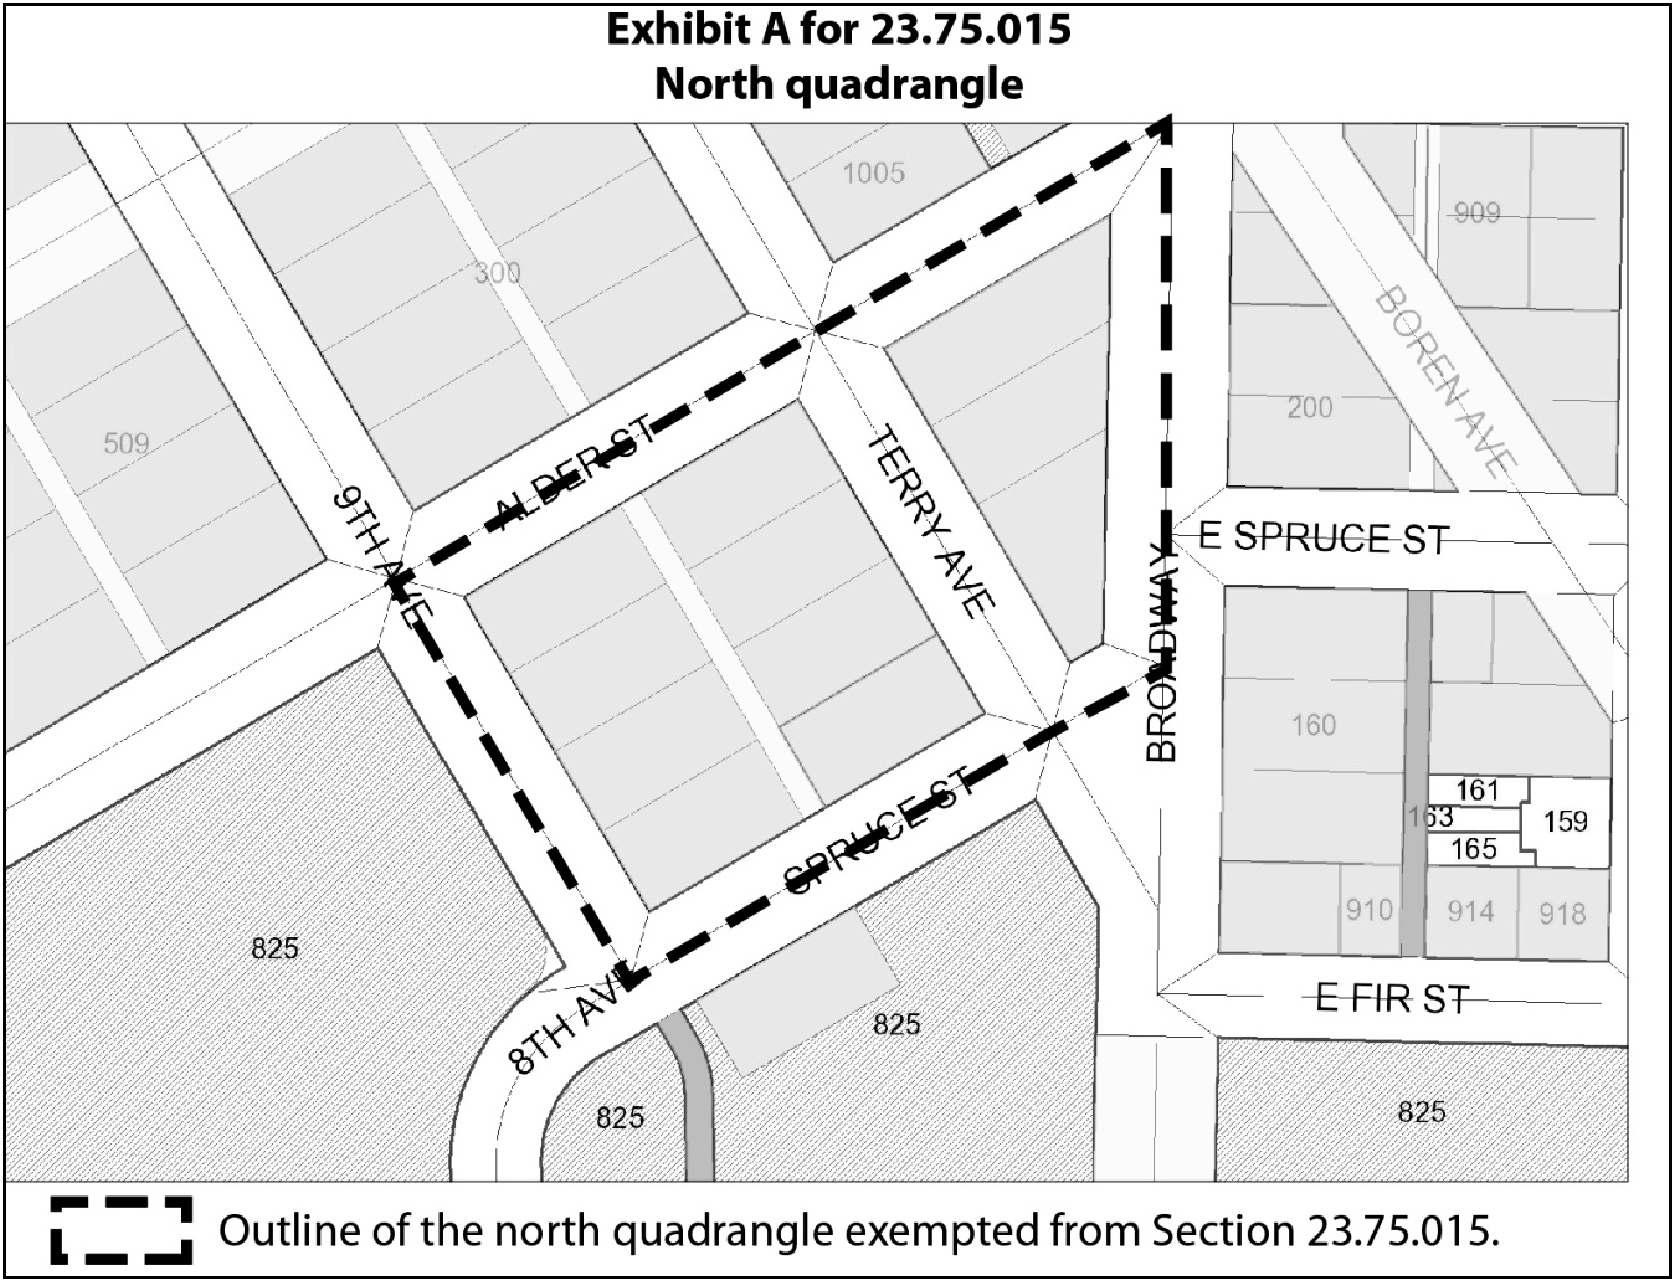 Exhibit A for 23.75.015
North quadrangle
1005
909
300
BOREN AVE
200
509
ALDER ST
TERRY AVE
9TH AVE
E SPRUCE ST
BROADWAY
160
161
163
159
165
SPRUCE ST
910
914
918
825
8TH AVE
E FIR ST
825
825
825
Outline of the north quadrangle exempted from Section 23.75.015.